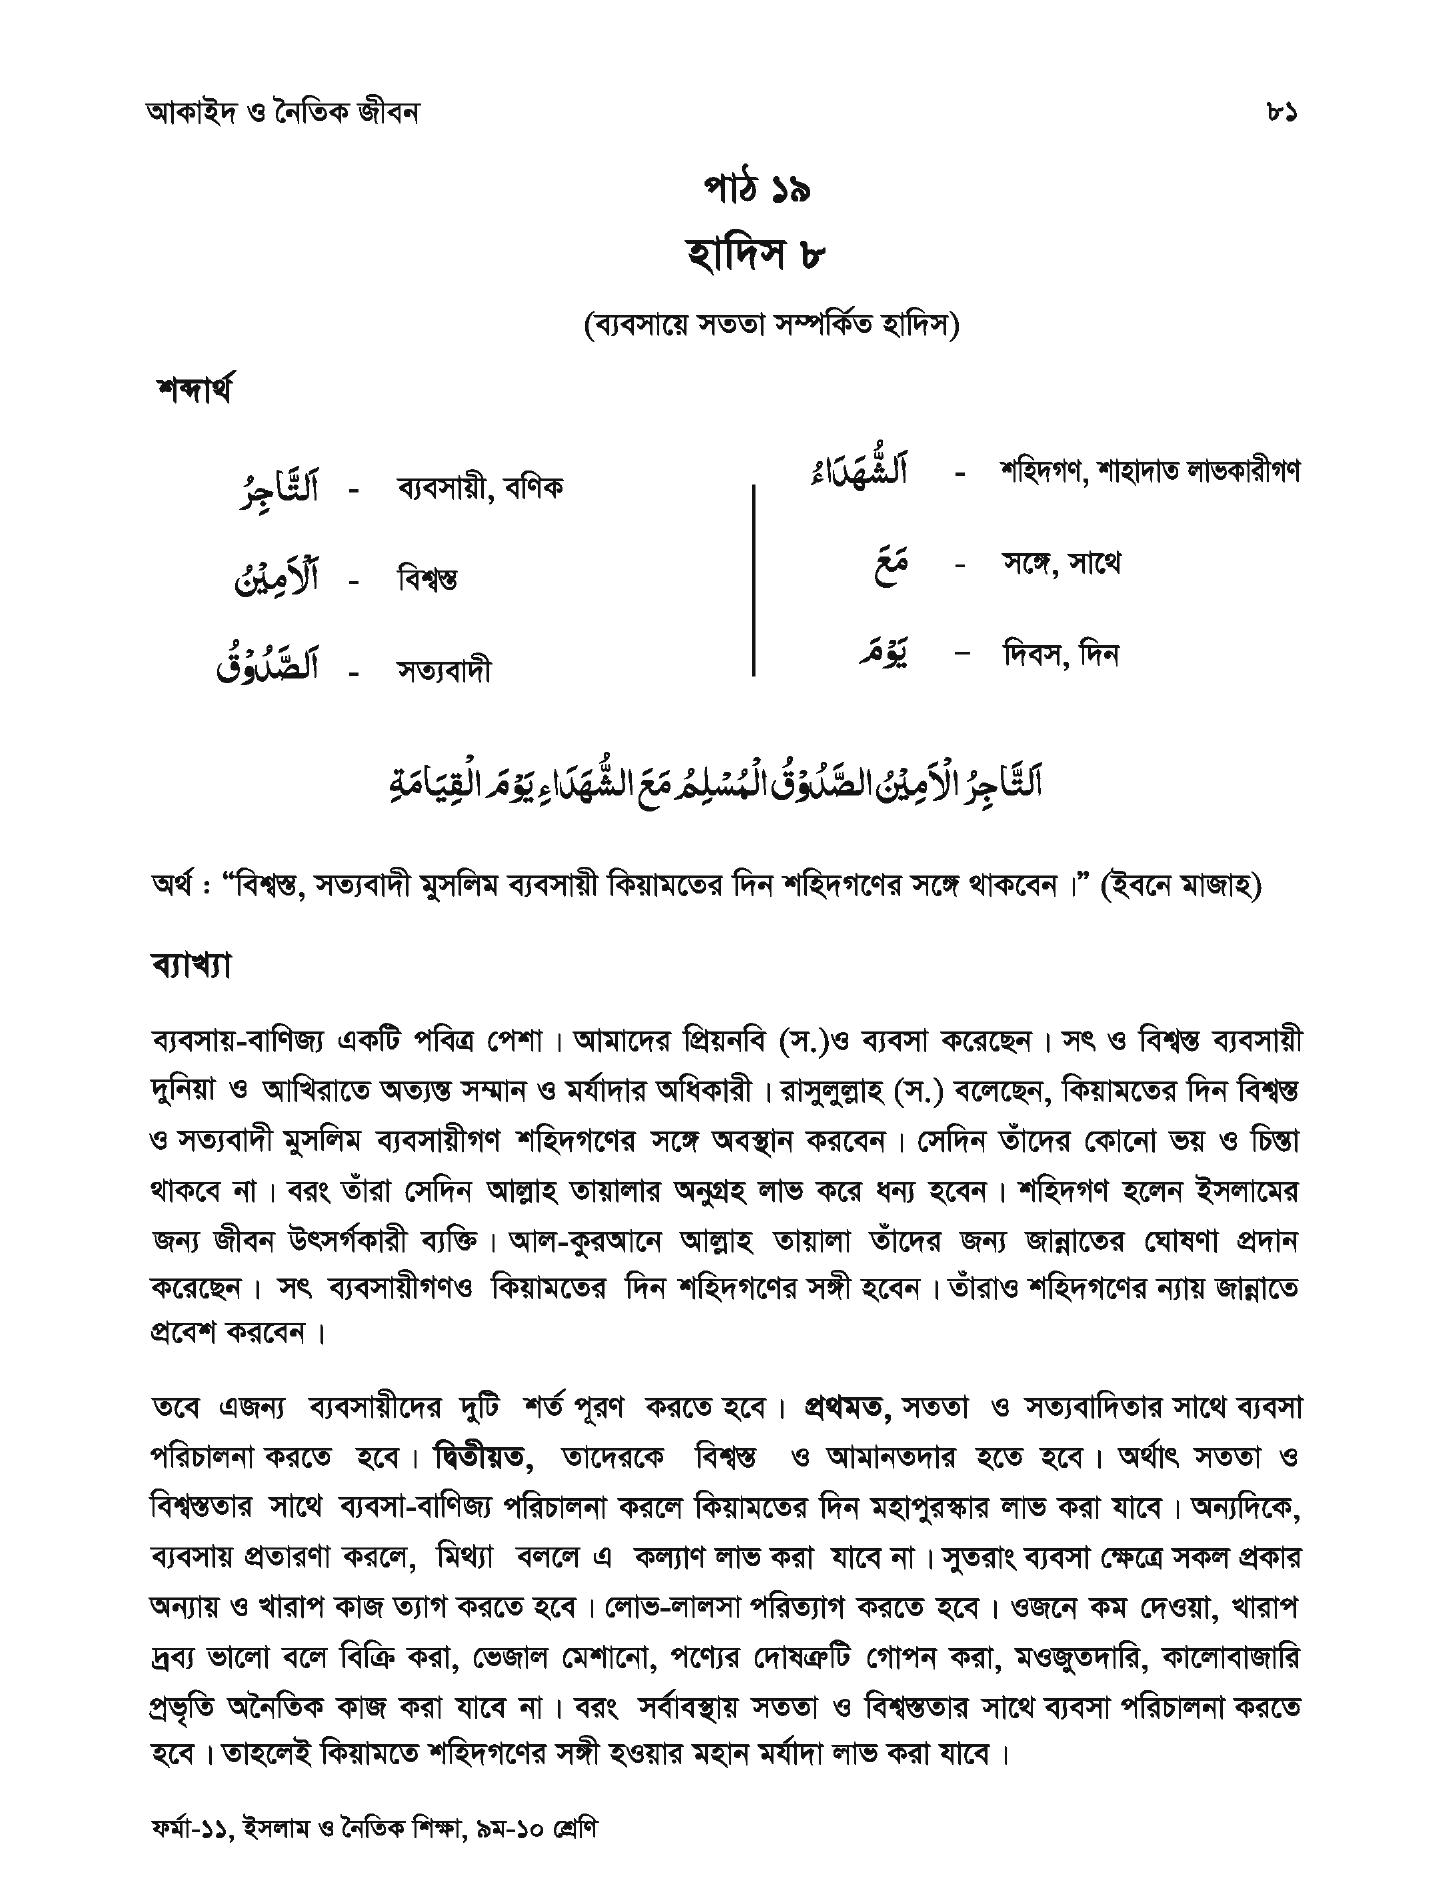 আকাইদ ও নৈতিক জীবন ৮১
পাঠ ১৯
হাদিস ৮
(ব্যবসায়ে সততা সম্পর্কিত হাদিস)
শব্দার্থ
اَلتَّاجِرُ - ব্যবসায়ী, বণিক
اَلْاَمِيْنُ - বিশ্বস্ত
اَلصَّدُوْقُ - সত্যবাদী
اَلشُّهَدَاءُ - শহিদগণ, শাহাদাত লাভকারীগণ
مَعَ - সঙ্গে, সাথে
يَوْمَ – দিবস, দিন
اَلتَّاجِرُ الْاَمِيْنُ الصَّدُوْقُ الْمُسْلِمُ مَعَ الشُّهَدَاءِ يَوْمَ الْقِيَامَةِ
অর্থ : “বিশ্বস্ত, সত্যবাদী মুসলিম ব্যবসায়ী কিয়ামতের দিন শহিদগণের সঙ্গে থাকবেন।” (ইবনে মাজাহ)
ব্যাখ্যা
ব্যবসায়-বাণিজ্য একটি পবিত্র পেশা। আমাদের প্রিয়নবি (স.)ও ব্যবসা করেছেন। সৎ ও বিশ্বস্ত ব্যবসায়ী
দুনিয়া ও আখিরাতে অত্যন্ত সম্মান ও মর্যাদার অধিকারী। রাসুলুল্লাহ (স.) বলেছেন, কিয়ামতের দিন বিশ্বস্ত
ও সত্যবাদী মুসলিম ব্যবসায়ীগণ শহিদগণের সঙ্গে অবস্থান করবেন। সেদিন তাঁদের কোনো ভয় ও চিন্তা
থাকবে না। বরং তাঁরা সেদিন আল্লাহ তায়ালার অনুগ্রহ লাভ করে ধন্য হবেন। শহিদগণ হলেন ইসলামের
জন্য জীবন উৎসর্গকারী ব্যক্তি। আল-কুরআনে আল্লাহ তায়ালা তাঁদের জন্য জান্নাতের ঘোষণা প্রদান
করেছেন। সৎ ব্যবসায়ীগণও কিয়ামতের দিন শহিদগণের সঙ্গী হবেন। তাঁরাও শহিদগণের ন্যায় জান্নাতে
প্রবেশ করবেন।
তবে এজন্য ব্যবসায়ীদের দুটি শর্ত পূরণ করতে হবে। প্রথমত, সততা ও সত্যবাদিতার সাথে ব্যবসা
পরিচালনা করতে হবে। দ্বিতীয়ত, তাদেরকে বিশ্বস্ত ও আমানতদার হতে হবে। অর্থাৎ সততা ও
বিশ্বস্ততার সাথে ব্যবসা-বাণিজ্য পরিচালনা করলে কিয়ামতের দিন মহাপুরস্কার লাভ করা যাবে। অন্যদিকে,
ব্যবসায় প্রতারণা করলে, মিথ্যা বললে এ কল্যাণ লাভ করা যাবে না। সুতরাং ব্যবসা ক্ষেত্রে সকল প্রকার
অন্যায় ও খারাপ কাজ ত্যাগ করতে হবে। লোভ-লালসা পরিত্যাগ করতে হবে। ওজনে কম দেওয়া, খারাপ
দ্রব্য ভালো বলে বিক্রি করা, ভেজাল মেশানো, পণ্যের দোষত্রুটি গোপন করা, মওজুতদারি, কালোবাজারি
প্রভৃতি অনৈতিক কাজ করা যাবে না। বরং সর্বাবস্থায় সততা ও বিশ্বস্ততার সাথে ব্যবসা পরিচালনা করতে
হবে। তাহলেই কিয়ামতে শহিদগণের সঙ্গী হওয়ার মহান মর্যাদা লাভ করা যাবে।
ফর্মা-১১, ইসলাম ও নৈতিক শিক্ষা, ৯ম-১০ শ্রেণি